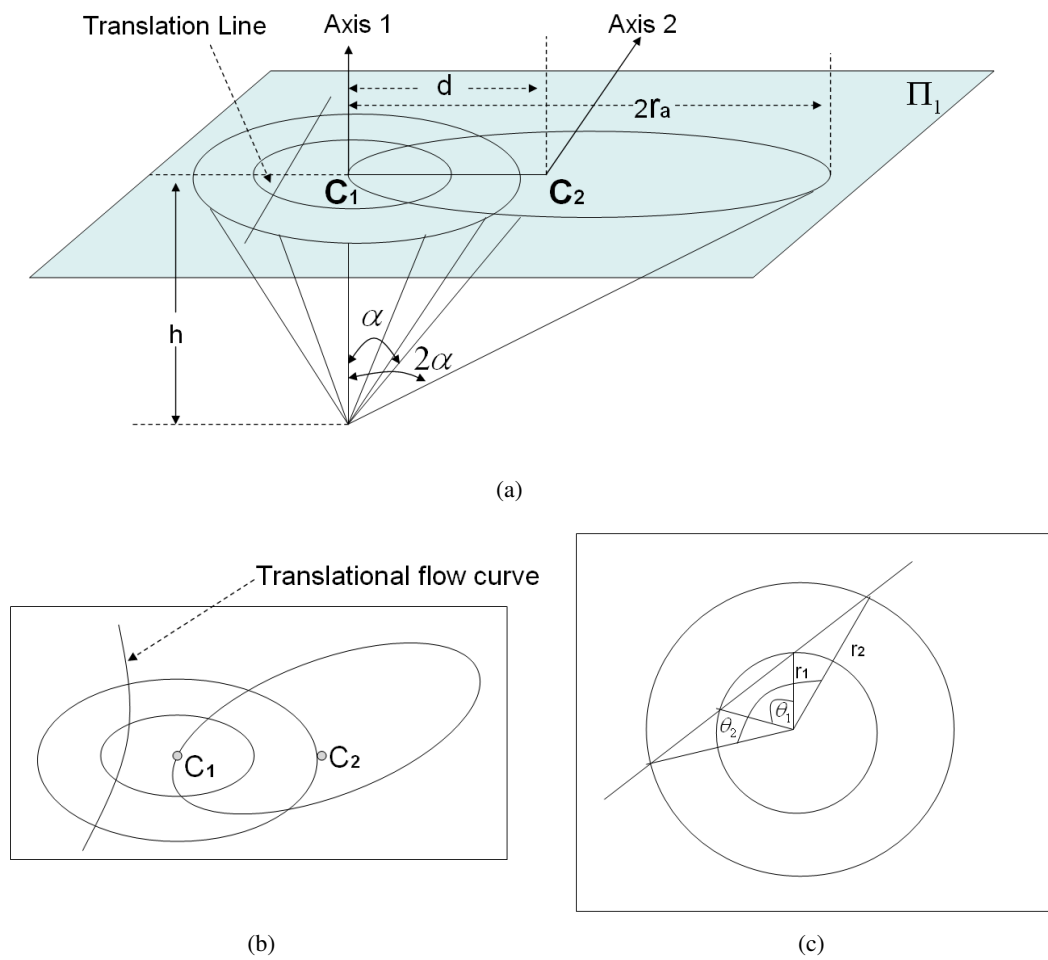 Translation Line
Axis 1
Axis 2
d
2ra
Π1
C1
C2
h
α
2α
(a)
Translational flow curve
C1
C2
r1
r2
θ1
θ2
(b)
(c)